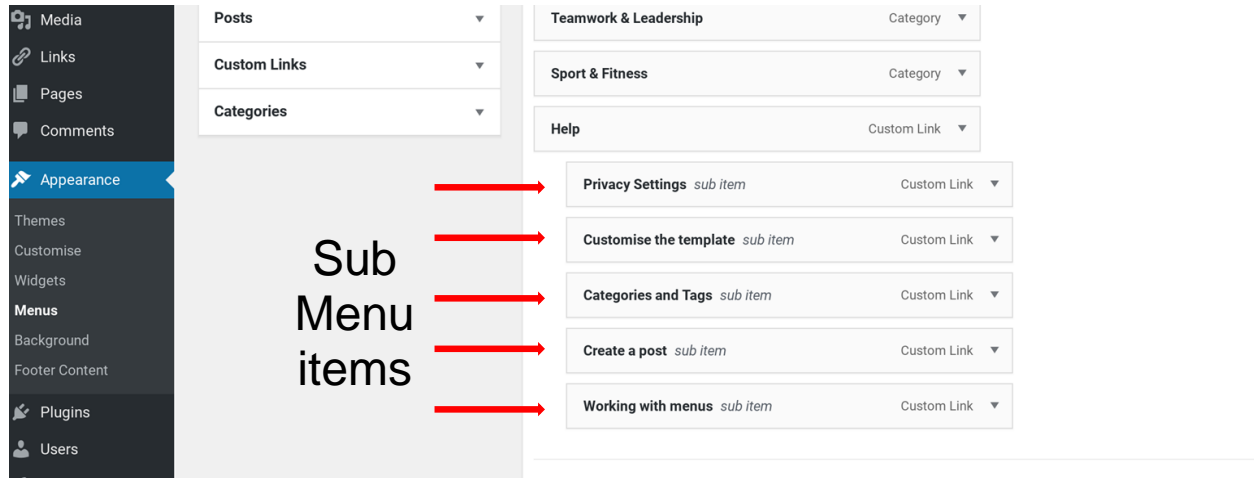 Media
Links
Pages
Comments
Appearance
Themes
Customise
Widgets
Menus
Background
Footer Content
Plugins
Users
Posts
Custom Links
Categories
Sub
Menu
items
Teamwork & Leadership Category
Sport & Fitness Category
Help Custom Link
Privacy Settings sub item Custom Link
Customise the template sub item Custom Link
Categories and Tags sub item Custom Link
Create a post sub item Custom Link
Working with menus sub item Custom Link